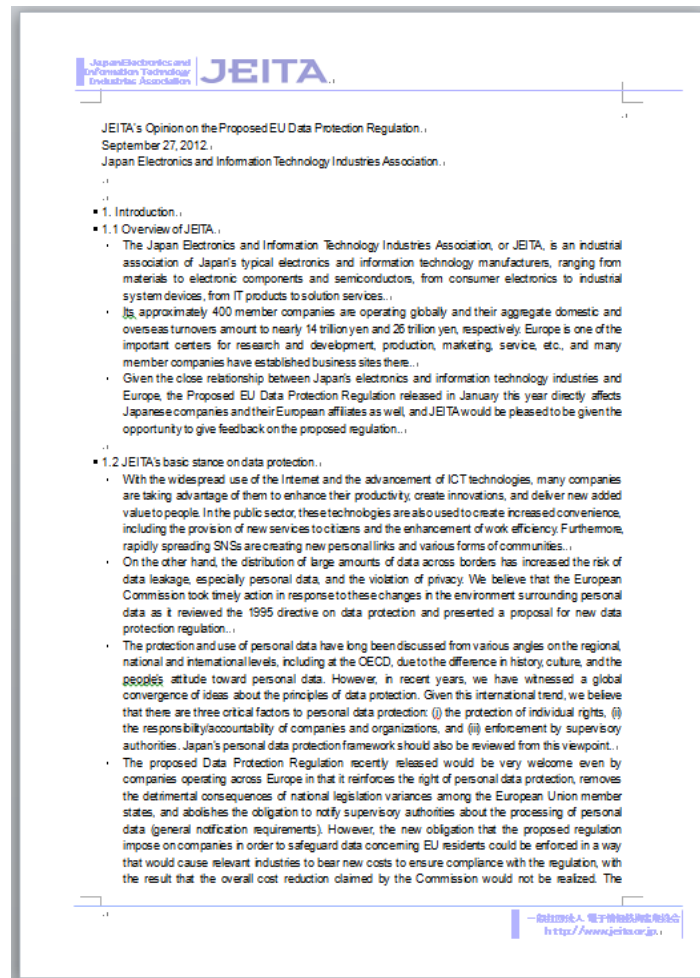 Japan Electronics and
Information Technology
Industries Association
JEITA
JEITA's Opinion on the Proposed EU Data Protection Regulation
September 27, 2012
Japan Electronics and Information Technology Industries Association
1. Introduction
1.1 Overview of JEITA
· The Japan Electronics and Information Technology Industries Association, or JEITA, is an industrial
association of Japan's typical electronics and information technology manufacturers, ranging from
materials to electronic components and semiconductors, from consumer electronics to industrial
system devices, from IT products to solution services.
· Its approximately 400 member companies are operating globally and their aggregate domestic and
overseas turnovers amount to nearly 14 trillion yen and 26 trillion yen, respectively. Europe is one of the
important centers for research and development, production, marketing, service, etc., and many
member companies have established business sites there.
· Given the close relationship between Japan's electronics and information technology industries and
Europe, the Proposed EU Data Protection Regulation released in January this year directly affects
Japanese companies and their European affiliates as well, and JEITA would be pleased to be given the
opportunity to give feedback on the proposed regulation.
1.2 JEITA's basic stance on data protection
· With the widespread use of the Internet and the advancement of ICT technologies, many companies
are taking advantage of them to enhance their productivity, create innovations, and deliver new added
value to people. In the public sector, these technologies are also used to create increased convenience,
including the provision of new services to citizens and the enhancement of work efficiency. Furthermore,
rapidly spreading SNSs are creating new personal links and various forms of communities.
· On the other hand, the distribution of large amounts of data across borders has increased the risk of
data leakage, especially personal data, and the violation of privacy. We believe that the European
Commission took timely action in response to these changes in the environment surrounding personal
data as it reviewed the 1995 directive on data protection and presented a proposal for new data
protection regulation.
· The protection and use of personal data have long been discussed from various angles on the regional,
national and international levels, including at the OECD, due to the difference in history, culture, and the
people's attitude toward personal data. However, in recent years, we have witnessed a global
convergence of ideas about the principles of data protection. Given this international trend, we believe
that there are three critical factors to personal data protection: (i) the protection of individual rights, (ii)
the responsibility/accountability of companies and organizations, and (iii) enforcement by supervisory
authorities. Japan's personal data protection framework should also be reviewed from this viewpoint.
· The proposed Data Protection Regulation recently released would be very welcome even by
companies operating across Europe in that it reinforces the right of personal data protection, removes
the detrimental consequences of national legislation variances among the European Union member
states, and abolishes the obligation to notify supervisory authorities about the processing of personal
data (general notification requirements). However, the new obligation that the proposed regulation
impose on companies in order to safeguard data concerning EU residents could be enforced in a way
that would cause relevant industries to bear new costs to ensure compliance with the regulation, with
the result that the overall cost reduction claimed by the Commission would not be realized. The
一般社団法人 電子情報技術産業協会
http://www.jeita.or.jp